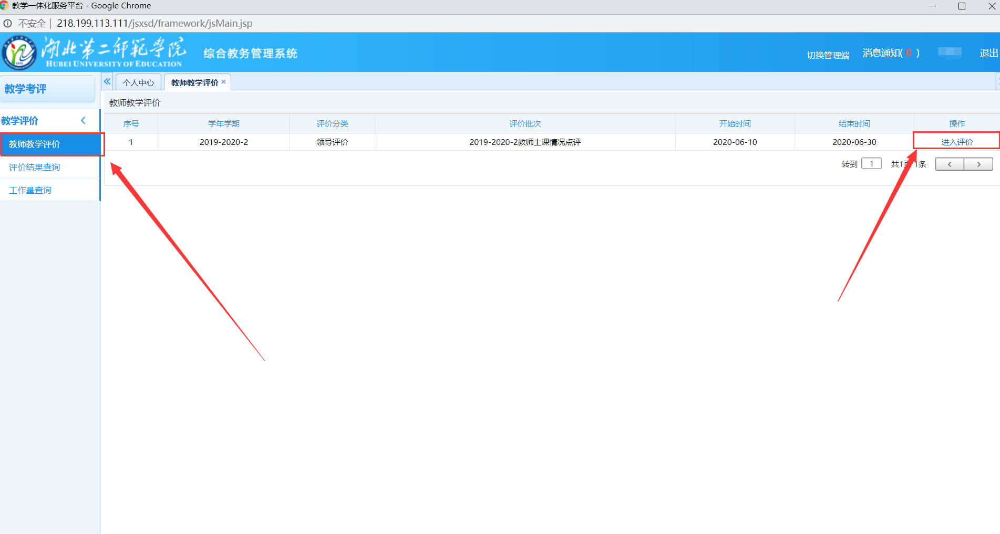 教学一体化服务平台 - Google Chrome
不安全 | 218.199.113.111/jsxsd/framework/jsMain.jsp
湖北第二师范学院
HUBEI UNIVERSITY OF EDUCATION
综合教务管理系统
切换管理端 消息通知( 0 ) 退出
教学考评
个人中心 教师教学评价
教学评价
教师教学评价
评价结果查询
工作量查询
教师教学评价
序号 学年学期 评价分类 评价批次 开始时间 结束时间 操作
1 2019-2020-2 领导评价 2019-2020-2教师上课情况点评 2020-06-10 2020-06-30 进入评价
转到 1 共1页 1条